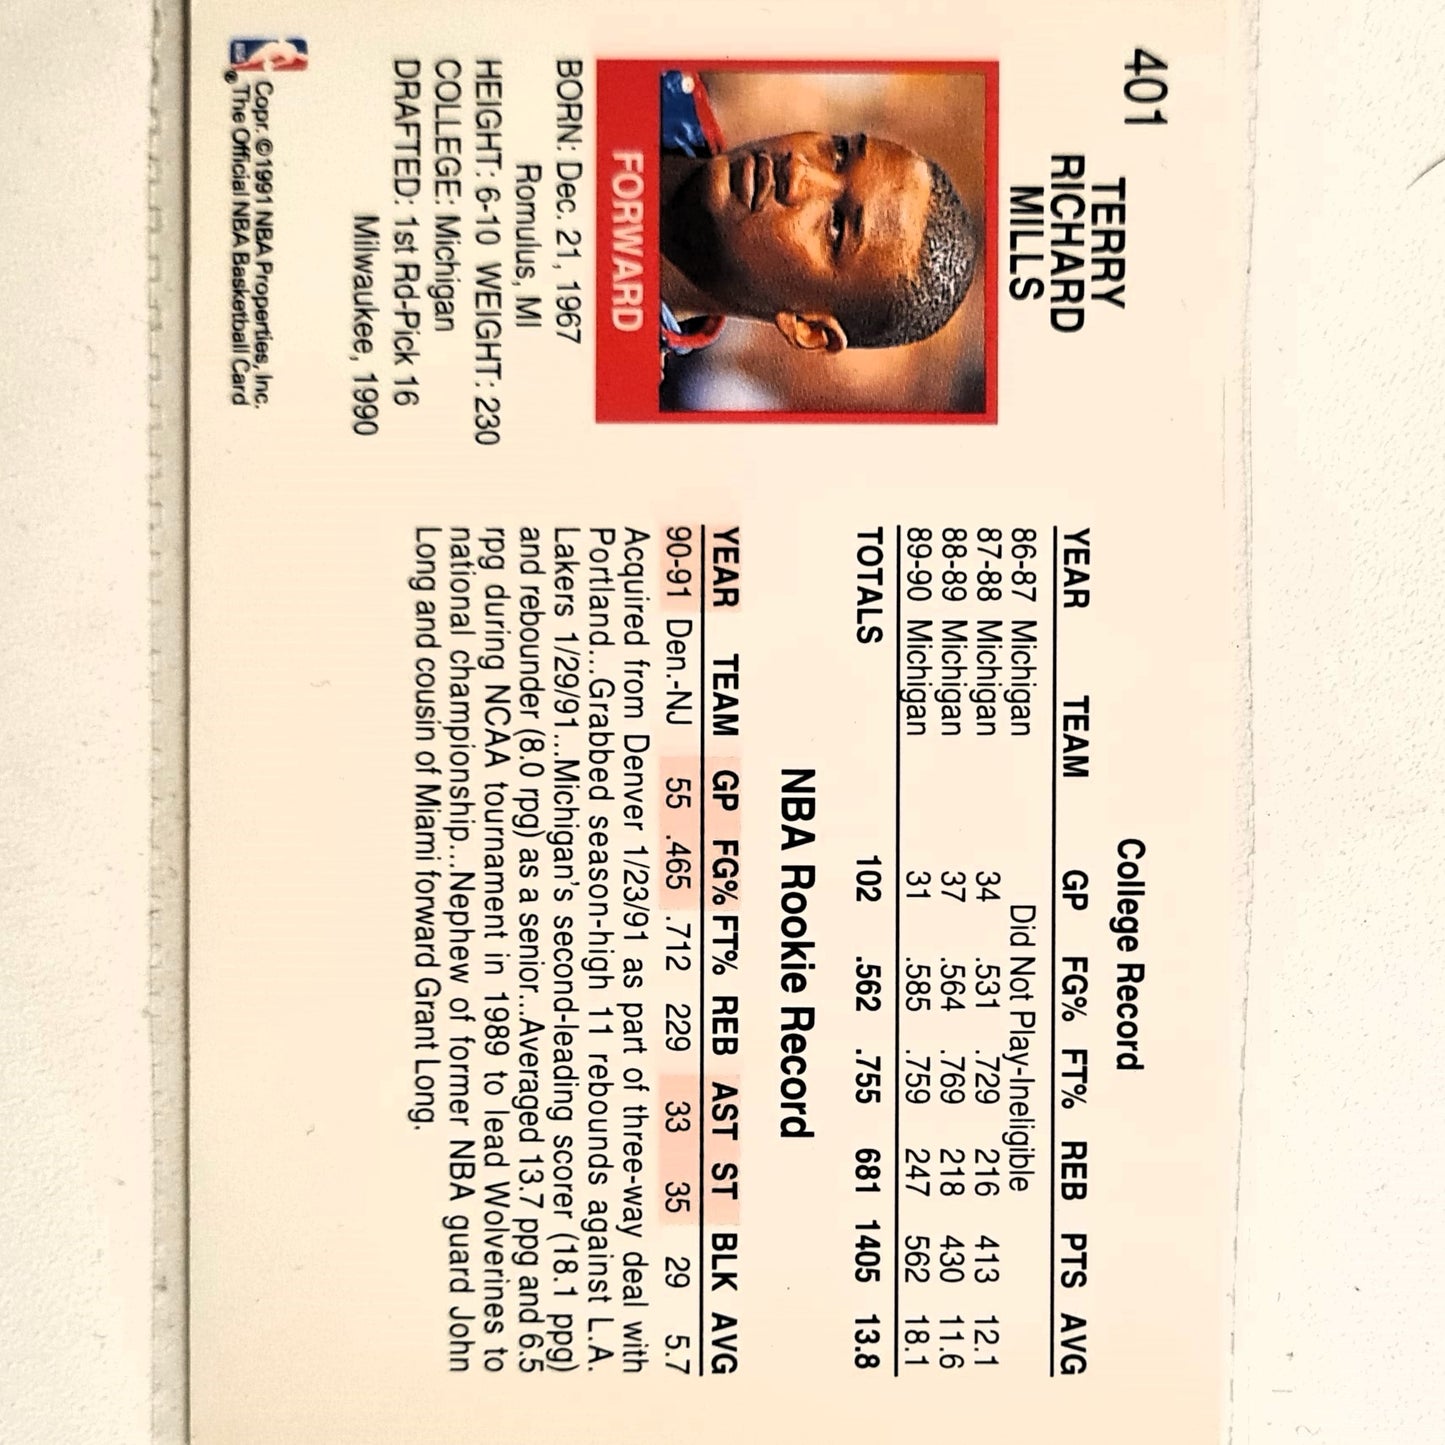 401
TERRY
RICHARD
MILLS
FORWARD
BORN: Dec. 21, 1967
Romulus, MI
HEIGHT: 6-10 WEIGHT: 230
COLLEGE: Michigan
DRAFTED: 1st Rd-Pick 16
Milwaukee, 1990
Copr. ©1991 NBA Properties, Inc.
® The Official NBA Basketball Card
College Record
YEAR TEAM GP FG% FT% REB PTS AVG
86-87 Michigan Did Not Play-Ineligible
87-88 Michigan 34 .531 .729 216 413 12.1
88-89 Michigan 37 .564 .769 218 430 11.6
89-90 Michigan 31 .585 .759 247 562 18.1
TOTALS 102 .562 .755 681 1405 13.8
NBA Rookie Record
YEAR TEAM GP FG% FT% REB AST ST BLK AVG
90-91 Den.-NJ 55 .465 .712 229 33 35 29 5.7
Acquired from Denver 1/23/91 as part of three-way deal with
Portland...Grabbed season-high 11 rebounds against L.A.
Lakers 1/29/91...Michigan's second-leading scorer (18.1 ppg)
and rebounder (8.0 rpg) as a senior...Averaged 13.7 ppg and 6.5
rpg during NCAA tournament in 1989 to lead Wolverines to
national championship...Nephew of former NBA guard John
Long and cousin of Miami forward Grant Long.